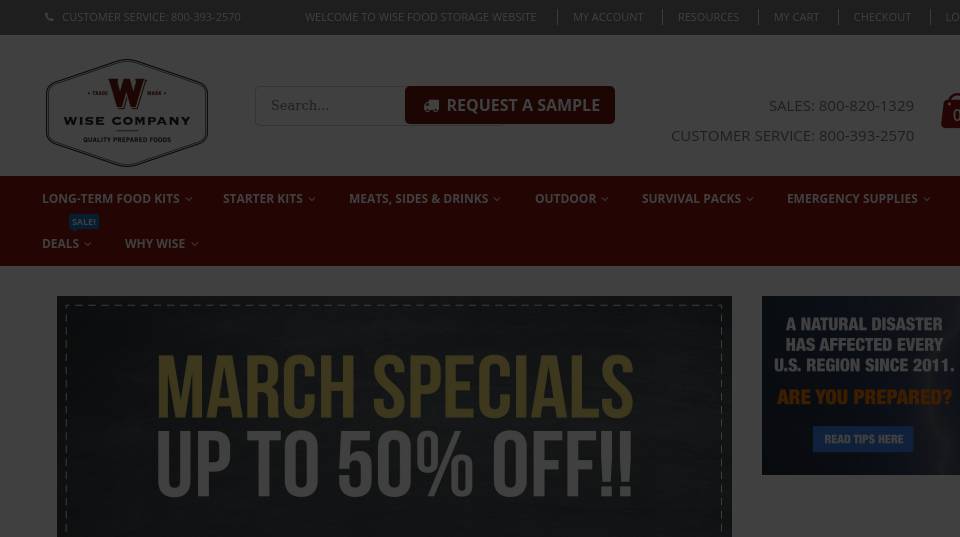 CUSTOMER SERVICE: 800-393-2570
WELCOME TO WISE FOOD STORAGE WEBSITE
MY ACCOUNT
RESOURCES
MY CART
CHECKOUT
LO
TRADE MARK
W
WISE COMPANY
QUALITY PREPARED FOODS
Search...
REQUEST A SAMPLE
SALES: 800-820-1329
CUSTOMER SERVICE: 800-393-2570
0
LONG-TERM FOOD KITS
STARTER KITS
MEATS, SIDES & DRINKS
OUTDOOR
SURVIVAL PACKS
EMERGENCY SUPPLIES
SALE!
DEALS
WHY WISE
MARCH SPECIALS
UP TO 50% OFF!!
A NATURAL DISASTER
HAS AFFECTED EVERY
U.S. REGION SINCE 2011.
ARE YOU PREPARED?
READ TIPS HERE